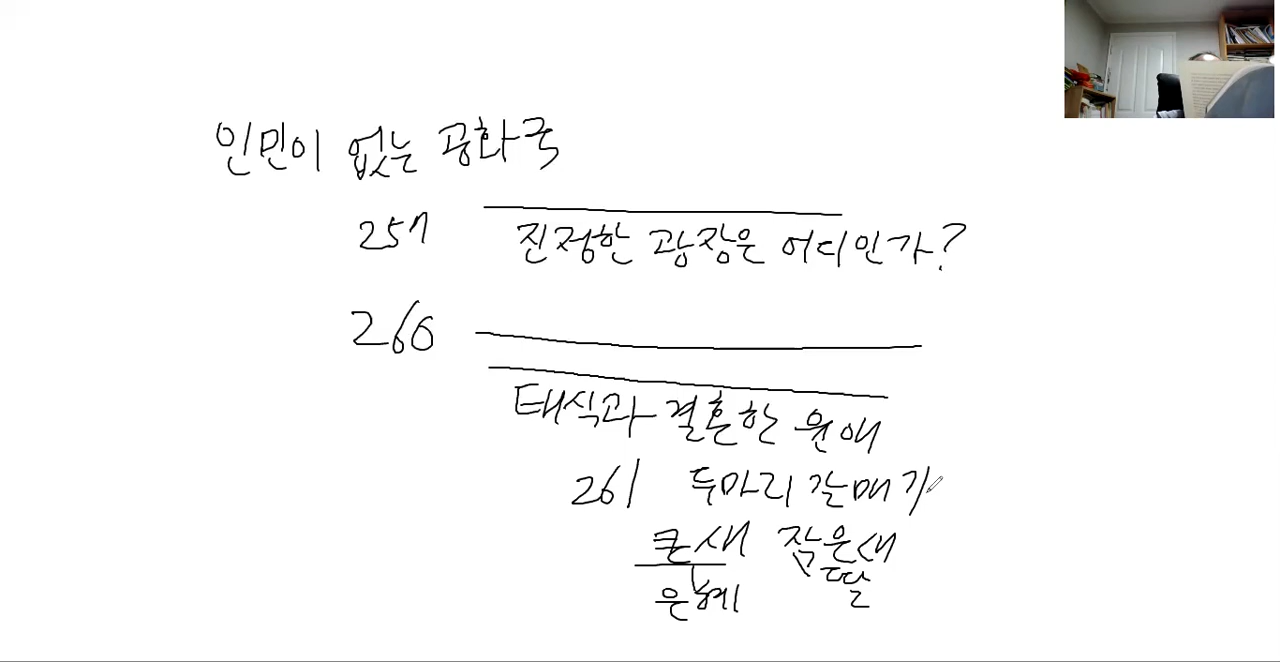 인민이 없는 공화국
257 진정한 광장은 어디인가?
260
태식과 결혼한 윤애
261 두마리 갈매기
큰새 작은새
은혜 딸